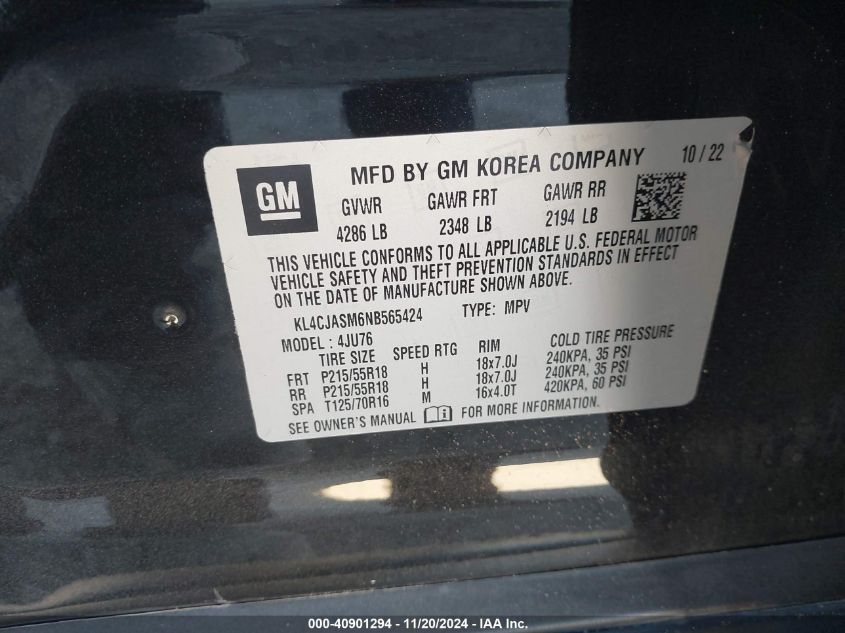 GM
MFD BY GM KOREA COMPANY 10 / 22
GVWR GAWR FRT GAWR RR
4286 LB 2348 LB 2194 LB
THIS VEHICLE CONFORMS TO ALL APPLICABLE U.S. FEDERAL MOTOR
VEHICLE SAFETY AND THEFT PREVENTION STANDARDS IN EFFECT
ON THE DATE OF MANUFACTURE SHOWN ABOVE.
KL4CJASM6NB565424 TYPE: MPV
MODEL : 4JU76
TIRE SIZE SPEED RTG RIM COLD TIRE PRESSURE
FRT P215/55R18 H 18x7.0J 240KPA, 35 PSI
RR P215/55R18 H 18x7.0J 240KPA, 35 PSI
SPA T125/70R16 M 16x4.0T 420KPA, 60 PSI
SEE OWNER'S MANUAL FOR MORE INFORMATION.
000-40901294 - 11/20/2024 - IAA Inc.